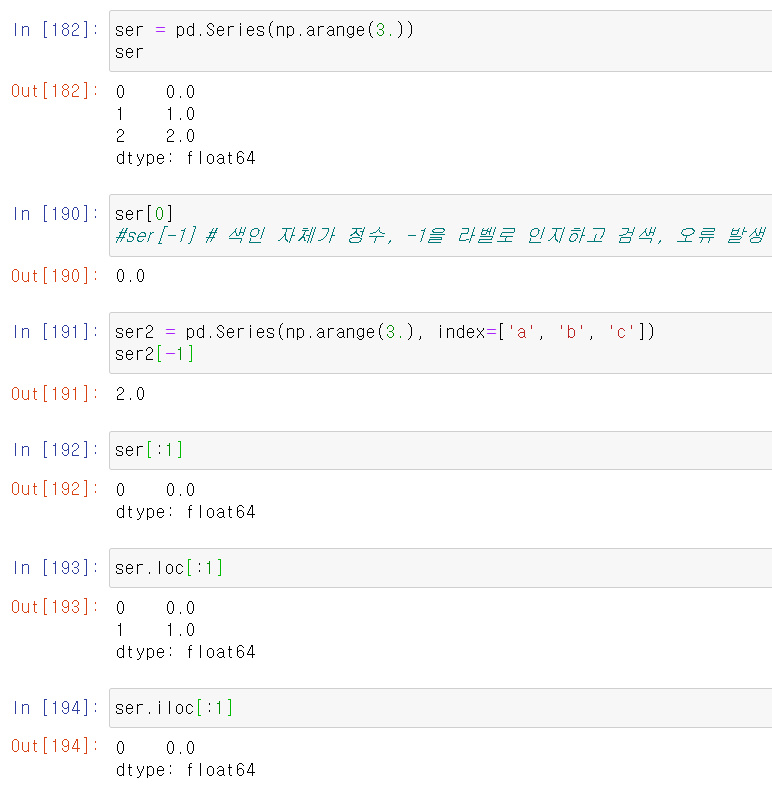 In [182]: ser = pd.Series(np.arange(3.))
ser
Out[182]: 0    0.0
1    1.0
2    2.0
dtype: float64
In [190]: ser[0]
#ser[-1] # 색인 자체가 정수, -1을 라벨로 인지하고 검색, 오류 발생
Out[190]: 0.0
In [191]: ser2 = pd.Series(np.arange(3.), index=['a', 'b', 'c'])
ser2[-1]
Out[191]: 2.0
In [192]: ser[:1]
Out[192]: 0    0.0
dtype: float64
In [193]: ser.loc[:1]
Out[193]: 0    0.0
1    1.0
dtype: float64
In [194]: ser.iloc[:1]
Out[194]: 0    0.0
dtype: float64